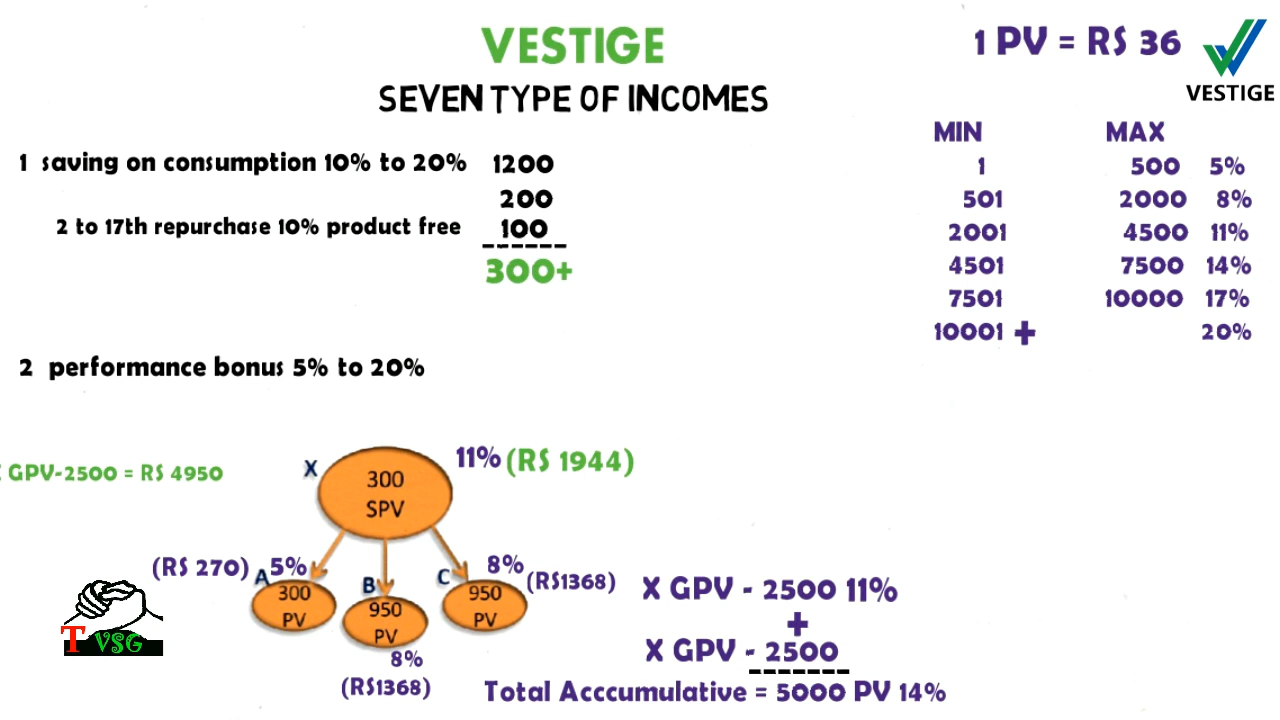 VESTIGE
SEVEN TYPE OF INCOMES
1 PV = RS 36
VESTIGE
MIN MAX
1 500 5%
501 2000 8%
2001 4500 11%
4501 7500 14%
7501 10000 17%
10001 + 20%
1 saving on consumption 10% to 20% 1200
200
2 to 17th repurchase 10% product free 100
300+
2 performance bonus 5% to 20%
GPV-2500 = RS 4950
X
300
SPV
11% (RS 1944)
(RS 270) 5%
A
300
PV
B
950
PV
8%
(RS1368)
C
8%
(RS1368)
950
PV
X GPV - 2500 11%
+
X GPV - 2500
Total Acccumulative = 5000 PV 14%
T VSG